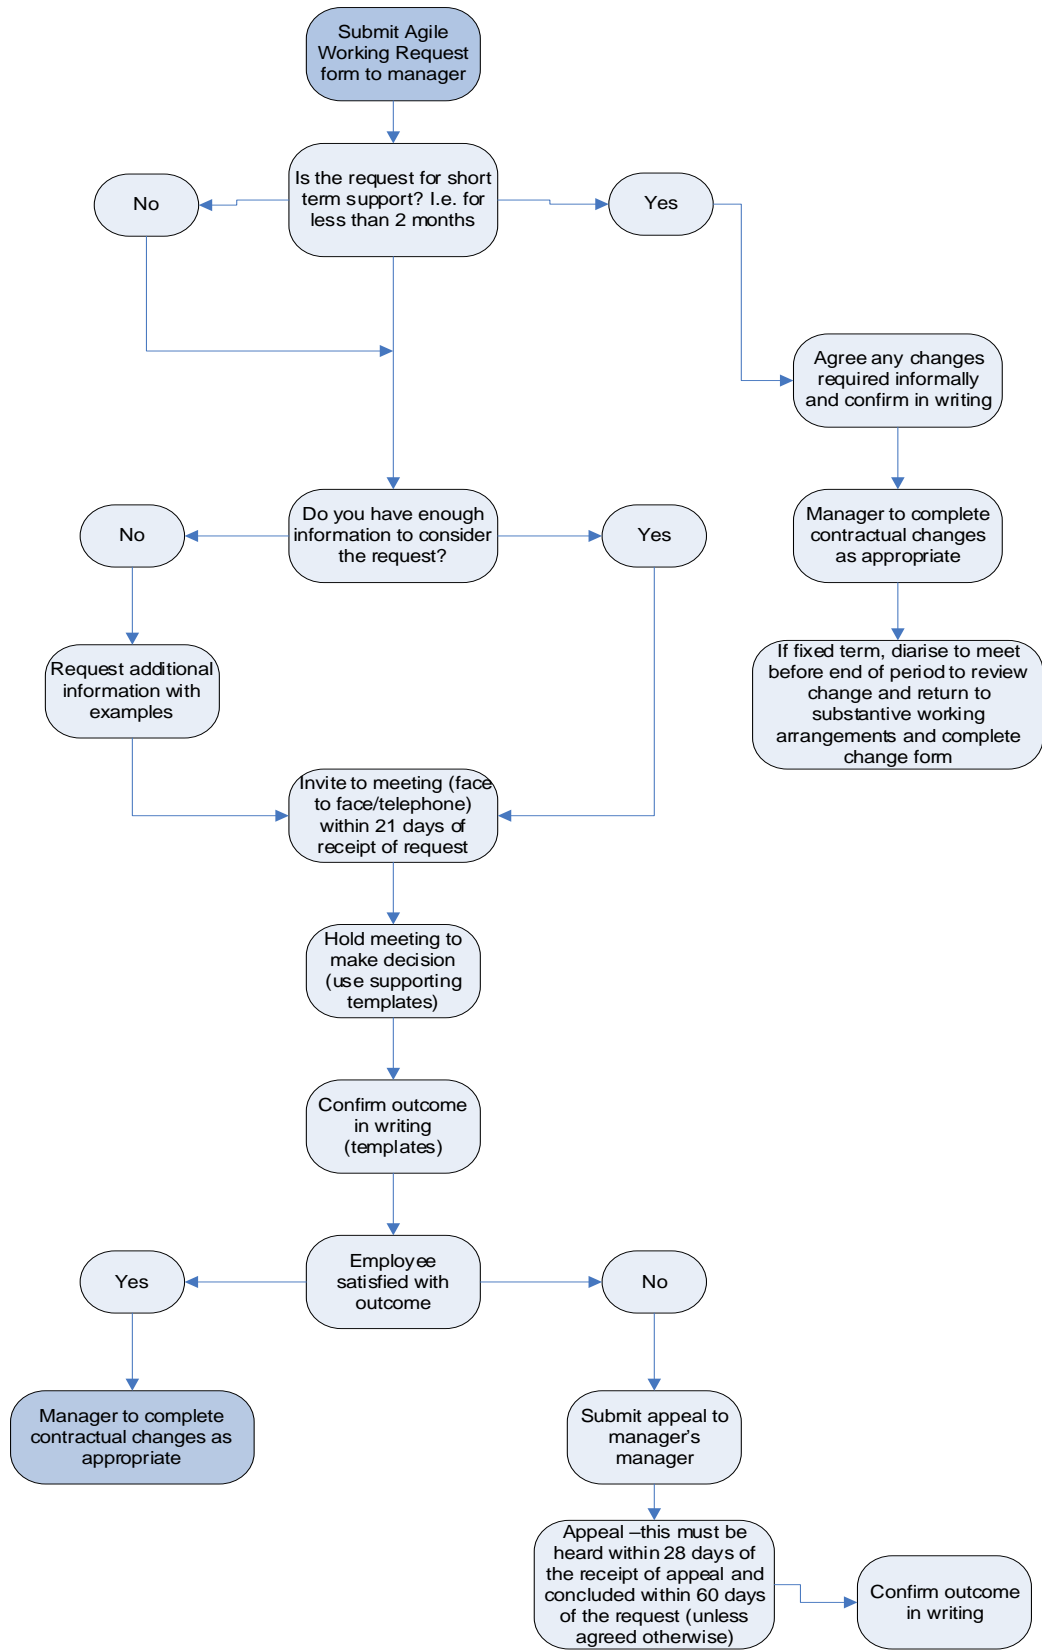 Submit Agile
Working Request
form to manager
Is the request for short
term support? I.e. for
less than 2 months
No
Yes
Agree any changes
required informally
and confirm in writing
Manager to complete
contractual changes
as appropriate
If fixed term, diarise to meet
before end of period to review
change and return to
substantive working
arrangements and complete
change form
Do you have enough
information to consider
the request?
No
Yes
Request additional
information with
examples
Invite to meeting (face
to face/telephone)
within 21 days of
receipt of request
Hold meeting to
make decision
(use supporting
templates)
Confirm outcome
in writing
(templates)
Employee
satisfied with
outcome
Yes
No
Manager to complete
contractual changes as
appropriate
Submit appeal to
manager's
manager
Appeal –this must be
heard within 28 days of
the receipt of appeal and
concluded within 60 days
of the request (unless
agreed otherwise)
Confirm outcome
in writing